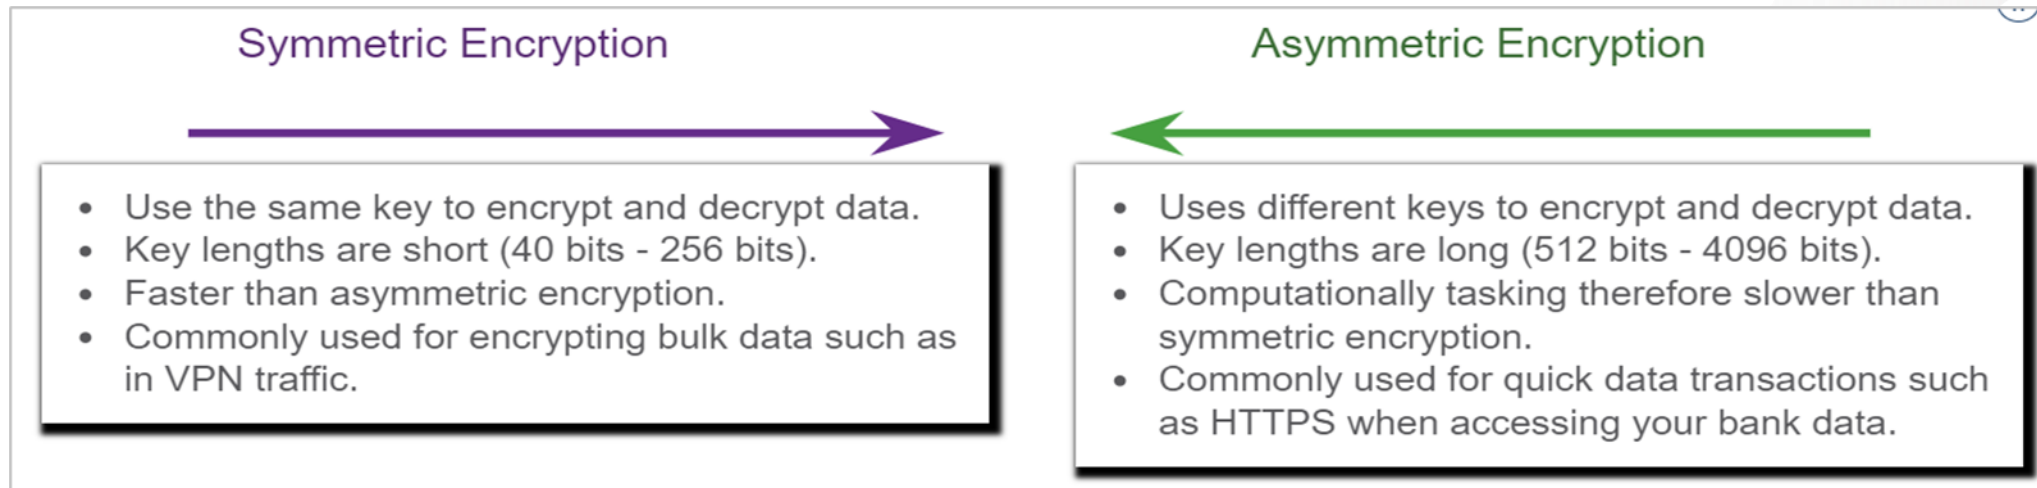 Symmetric Encryption
• Use the same key to encrypt and decrypt data.
• Key lengths are short (40 bits - 256 bits).
• Faster than asymmetric encryption.
• Commonly used for encrypting bulk data such as
in VPN traffic.
Asymmetric Encryption
• Uses different keys to encrypt and decrypt data.
• Key lengths are long (512 bits - 4096 bits).
• Computationally tasking therefore slower than
symmetric encryption.
• Commonly used for quick data transactions such
as HTTPS when accessing your bank data.